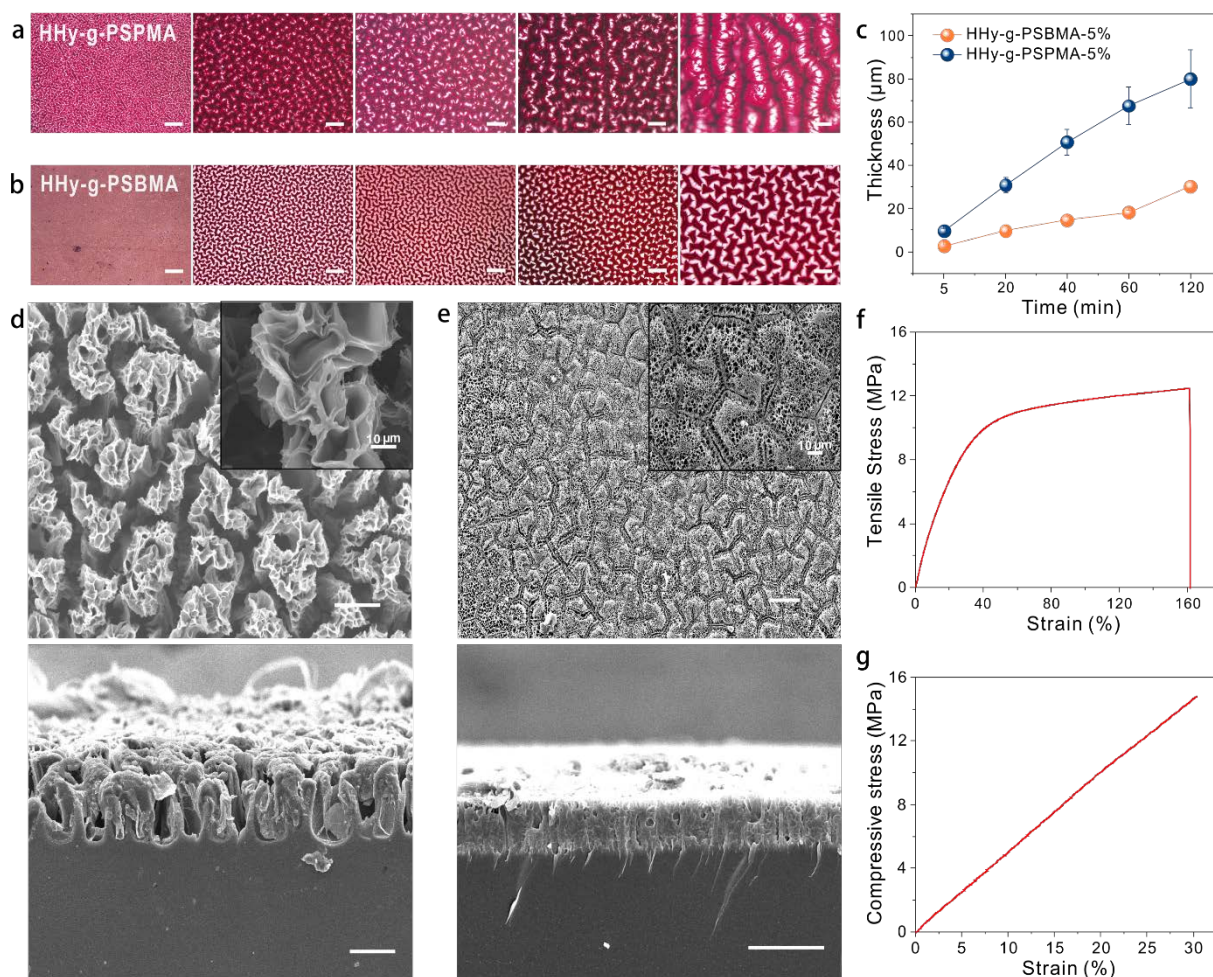 a
HHy-g-PSPMA
b
HHy-g-PSBMA
c
HHy-g-PSBMA-5%
HHy-g-PSPMA-5%
100
80
60
40
20
0
Thickness (μm)
5 20 40 60 120
Time (min)
d
10 μm
e
10 μm
f
16
12
8
4
0
Tensile Stress (MPa)
0 40 80 120 160
Strain (%)
g
16
12
8
4
0
Compressive stress (MPa)
0 5 10 15 20 25 30
Strain (%)